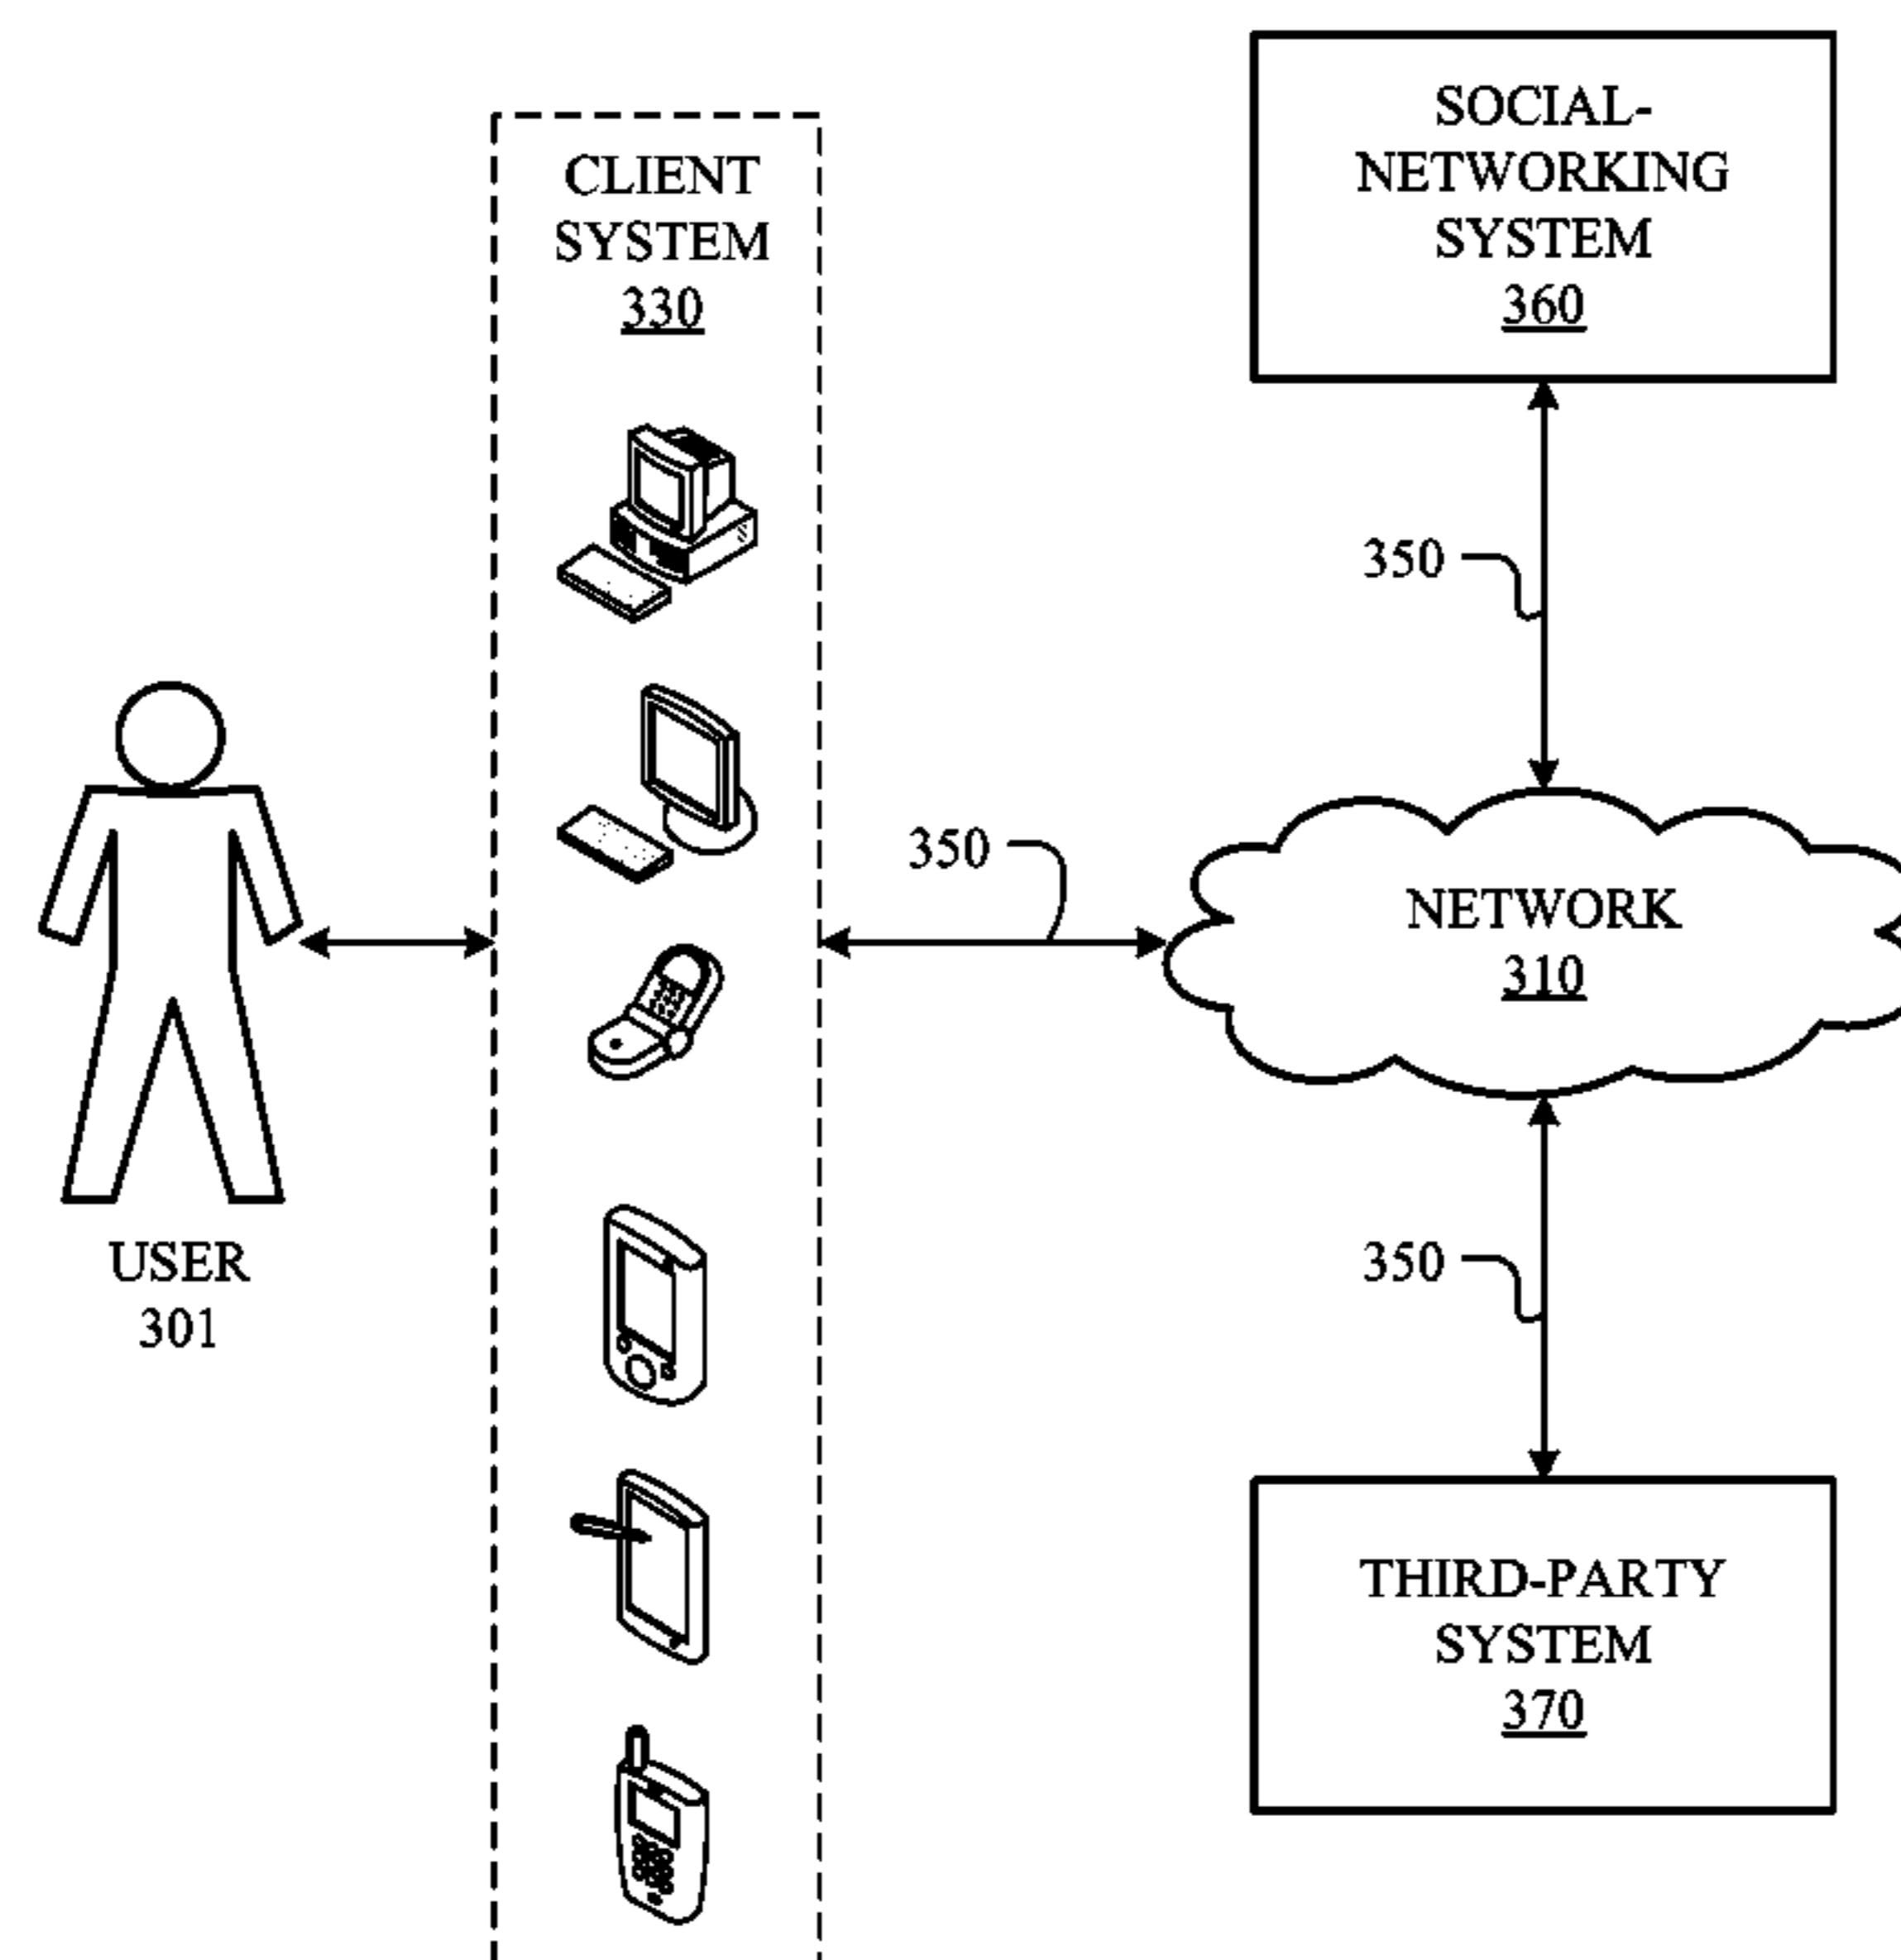 SOCIAL-
NETWORKING
SYSTEM
360
CLIENT
SYSTEM
330
350
350
NETWORK
310
USER
301
350
THIRD-PARTY
SYSTEM
370